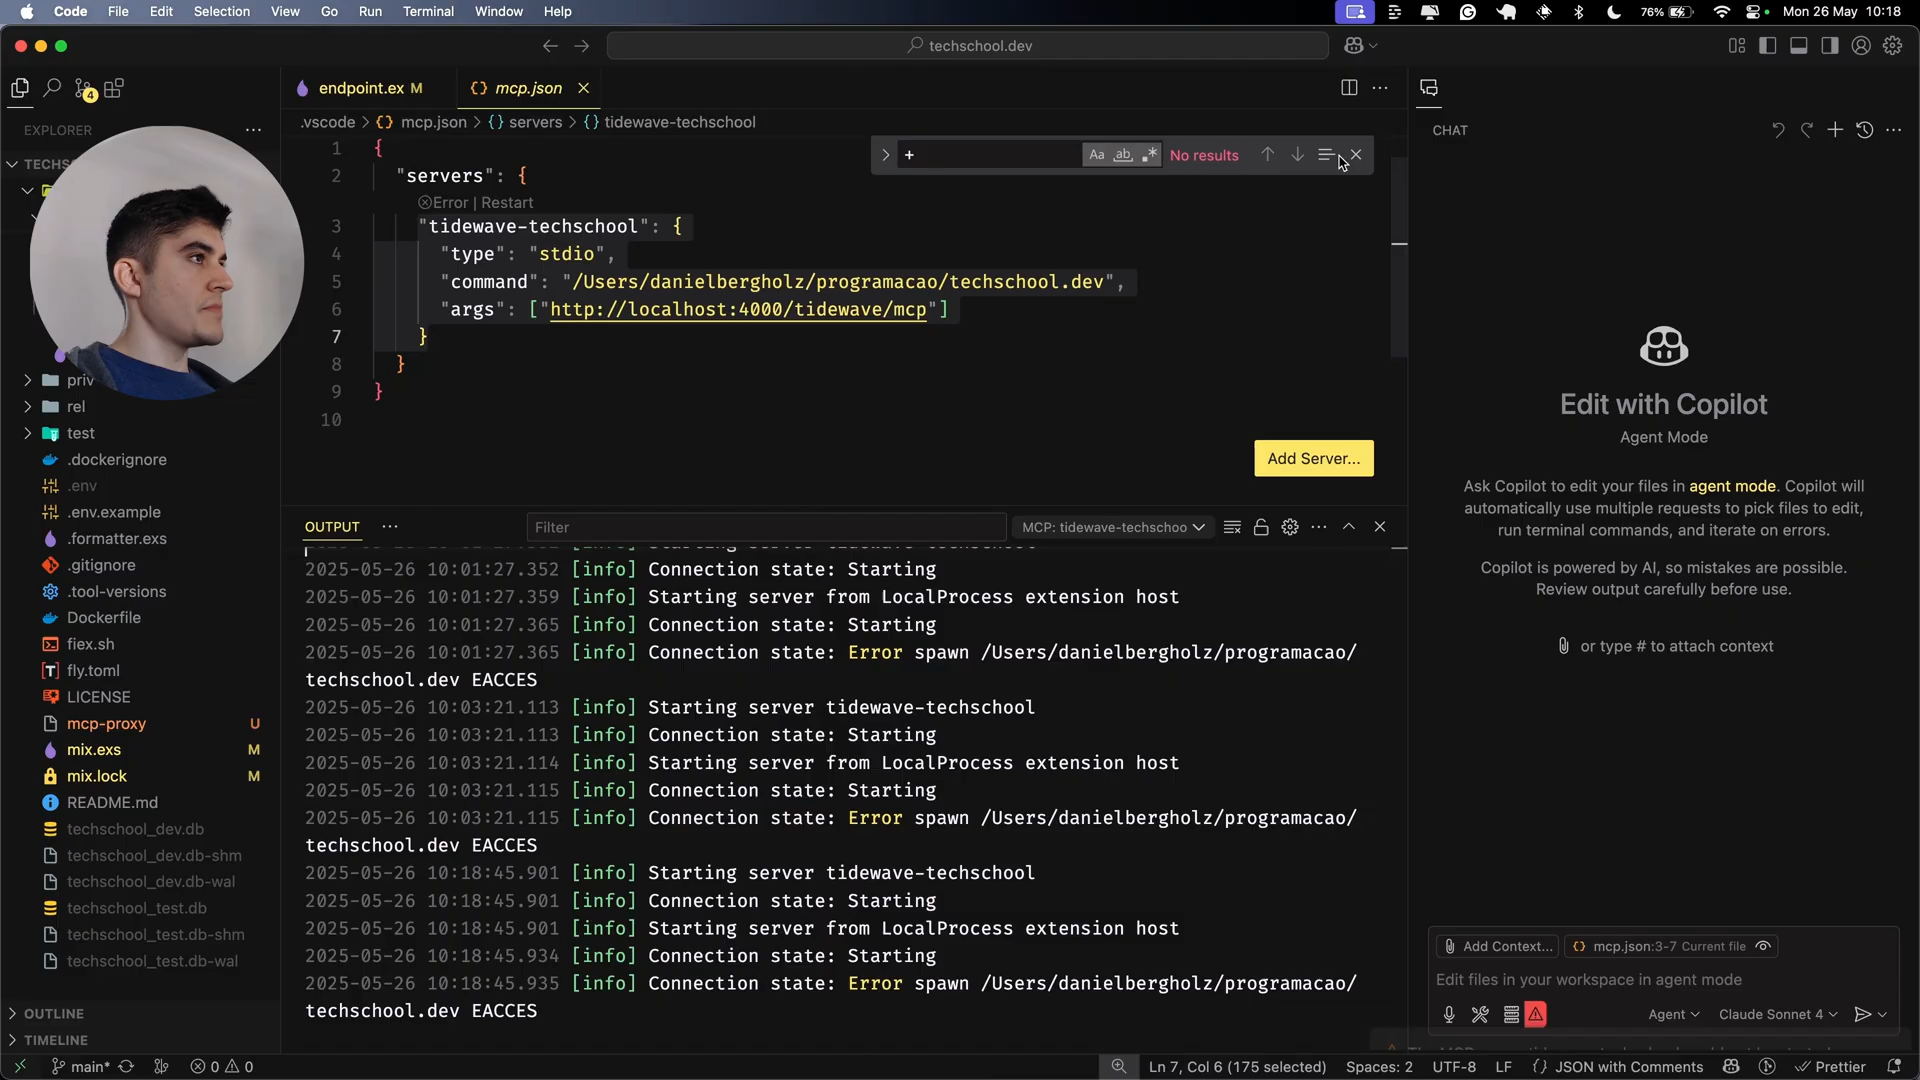 Code File Edit Selection View Go Run Terminal Window Help 76% Mon 26 May 10:18
techschool.dev
4
endpoint.ex M
{} mcp.json
EXPLORER
TECHS
priv
rel
test
.dockerignore
.env
.env.example
.formatter.exs
.gitignore
.tool-versions
Dockerfile
fiex.sh
fly.toml
LICENSE
mcp-proxy U
mix.exs M
mix.lock M
README.md
techschool_dev.db
techschool_dev.db-shm
techschool_dev.db-wal
techschool_test.db
techschool_test.db-shm
techschool_test.db-wal
OUTLINE
TIMELINE
.vscode > {} mcp.json > {} servers > {} tidewave-techschool
+ Aa ab .* No results
1 {
2 "servers": {
Error | Restart
3 "tidewave-techschool": {
4 "type": "stdio",
5 "command": "/Users/danielbergholz/programacao/techschool.dev",
6 "args": ["http://localhost:4000/tidewave/mcp"]
7 }
8 }
9 }
10
Add Server...
OUTPUT Filter MCP: tidewave-techschoo
2025-05-26 10:01:27.352 [info] Connection state: Starting
2025-05-26 10:01:27.359 [info] Starting server from LocalProcess extension host
2025-05-26 10:01:27.365 [info] Connection state: Starting
2025-05-26 10:01:27.365 [info] Connection state: Error spawn /Users/danielbergholz/programacao/
techschool.dev EACCES
2025-05-26 10:03:21.113 [info] Starting server tidewave-techschool
2025-05-26 10:03:21.113 [info] Connection state: Starting
2025-05-26 10:03:21.114 [info] Starting server from LocalProcess extension host
2025-05-26 10:03:21.115 [info] Connection state: Starting
2025-05-26 10:03:21.115 [info] Connection state: Error spawn /Users/danielbergholz/programacao/
techschool.dev EACCES
2025-05-26 10:18:45.901 [info] Starting server tidewave-techschool
2025-05-26 10:18:45.901 [info] Connection state: Starting
2025-05-26 10:18:45.901 [info] Starting server from LocalProcess extension host
2025-05-26 10:18:45.934 [info] Connection state: Starting
2025-05-26 10:18:45.935 [info] Connection state: Error spawn /Users/danielbergholz/programacao/
techschool.dev EACCES
CHAT
Edit with Copilot
Agent Mode
Ask Copilot to edit your files in agent mode. Copilot will
automatically use multiple requests to pick files to edit,
run terminal commands, and iterate on errors.
Copilot is powered by AI, so mistakes are possible.
Review output carefully before use.
or type # to attach context
Add Context... {} mcp.json:3-7 Current file
Edit files in your workspace in agent mode
Agent Claude Sonnet 4
main* 0 0 Ln 7, Col 6 (175 selected) Spaces: 2 UTF-8 LF {} JSON with Comments Prettier